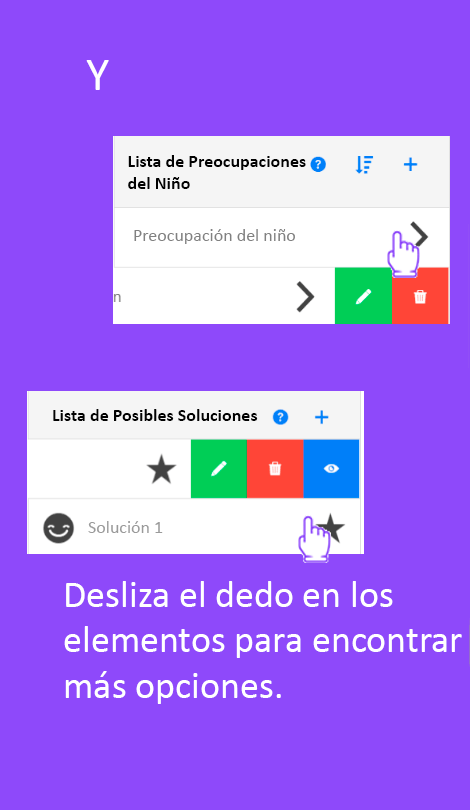 Y
Lista de Preocupaciones ?
del Niño
Preocupación del niño
n
Lista de Posibles Soluciones ?
Solución 1
Desliza el dedo en los
elementos para encontrar
más opciones.